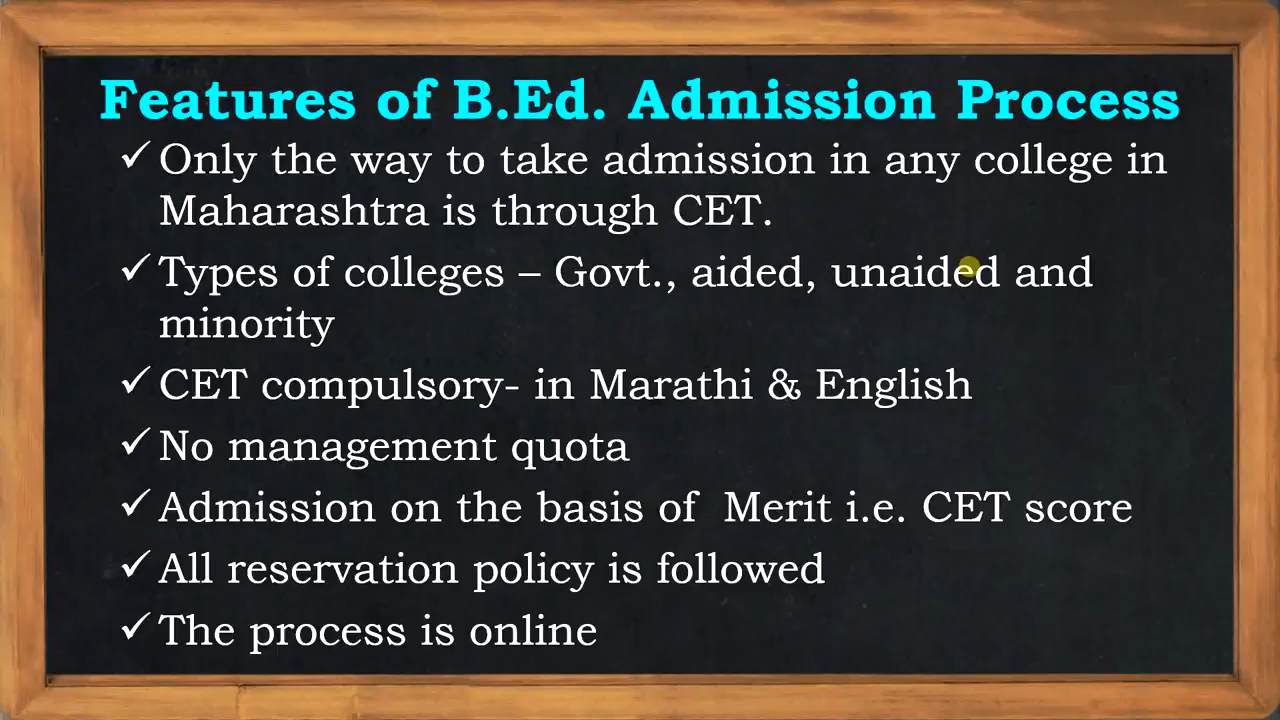 Features of B.Ed. Admission Process
✓ Only the way to take admission in any college in
Maharashtra is through CET.
✓ Types of colleges – Govt., aided, unaided and
minority
✓ CET compulsory- in Marathi & English
✓ No management quota
✓ Admission on the basis of  Merit i.e. CET score
✓ All reservation policy is followed
✓ The process is online